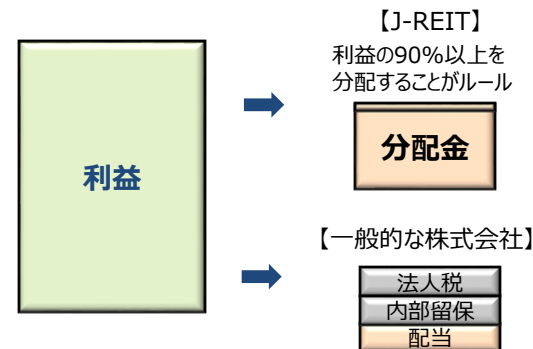 【J-REIT】
利益の90%以上を
分配することがルール
分配金
利益
【一般的な株式会社】
法人税
内部留保
配当